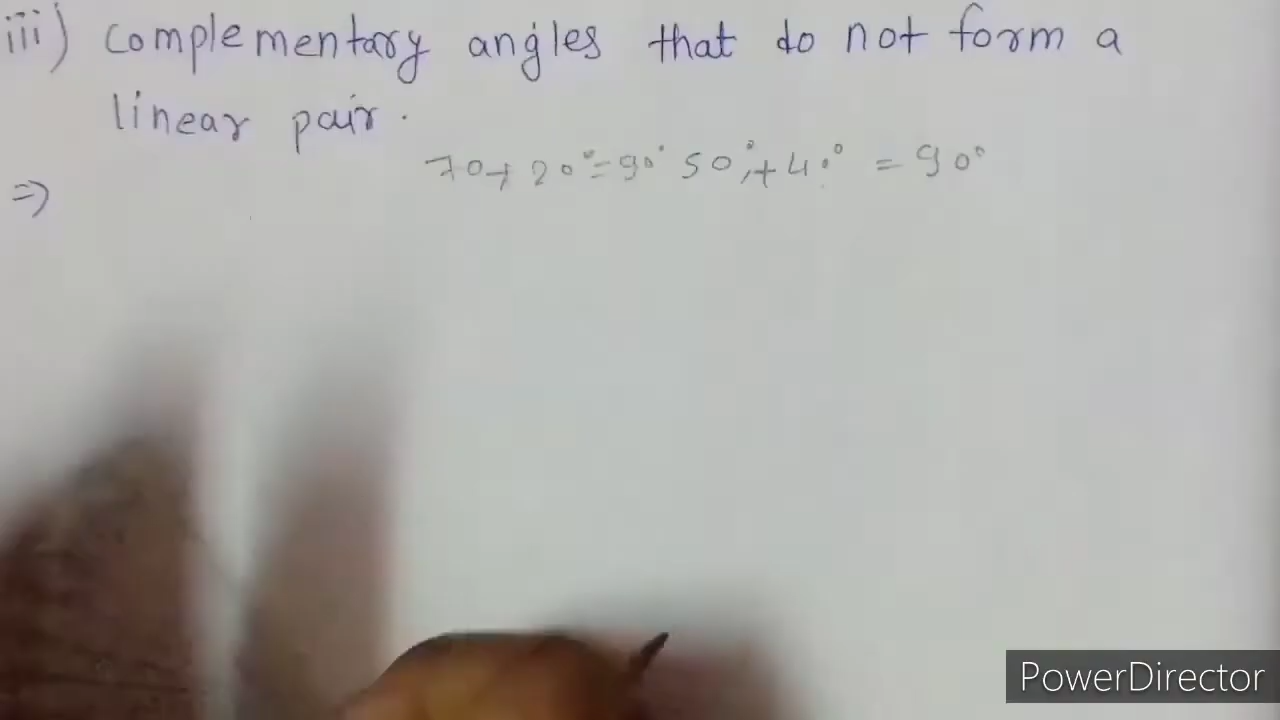 iii) complementary angles that do not form a
linear pair.
70+20°=90° 50°,+40° = 90°
=>
PowerDirector